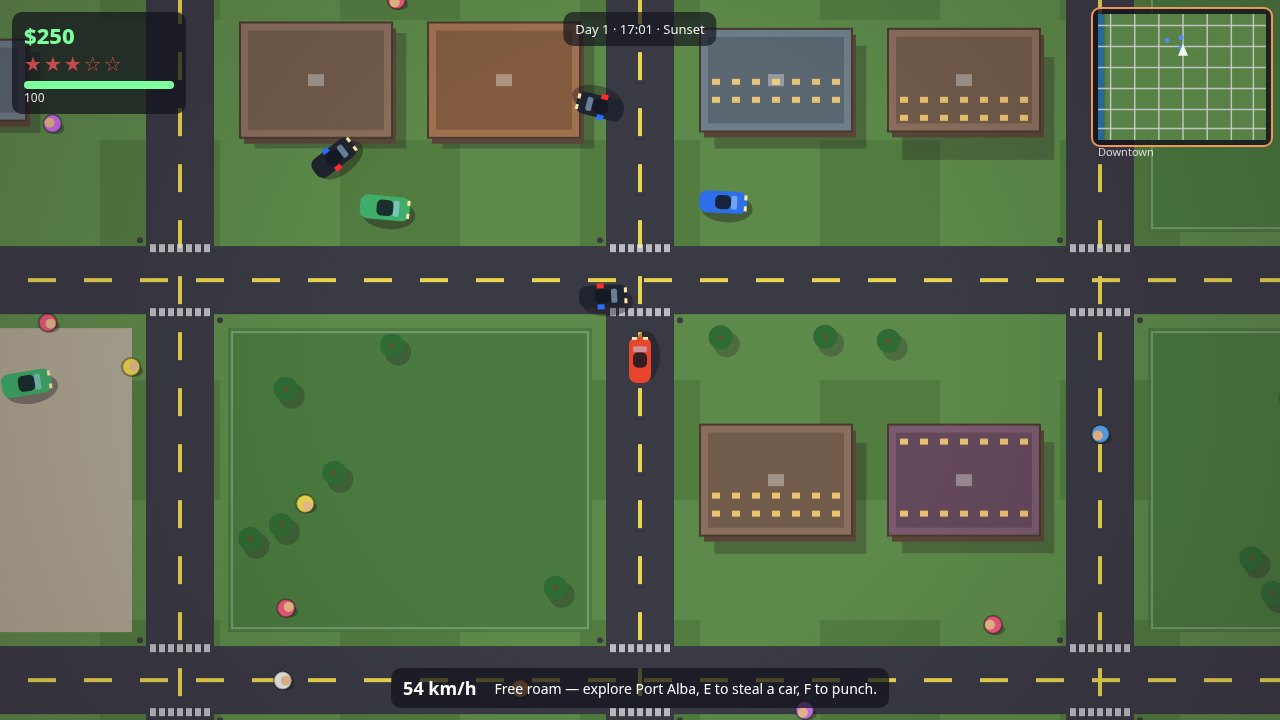 $250
★★★☆☆
100
Day 1 · 17:01 · Sunset
Downtown
54 km/h Free roam — explore Port Alba, E to steal a car, F to punch.